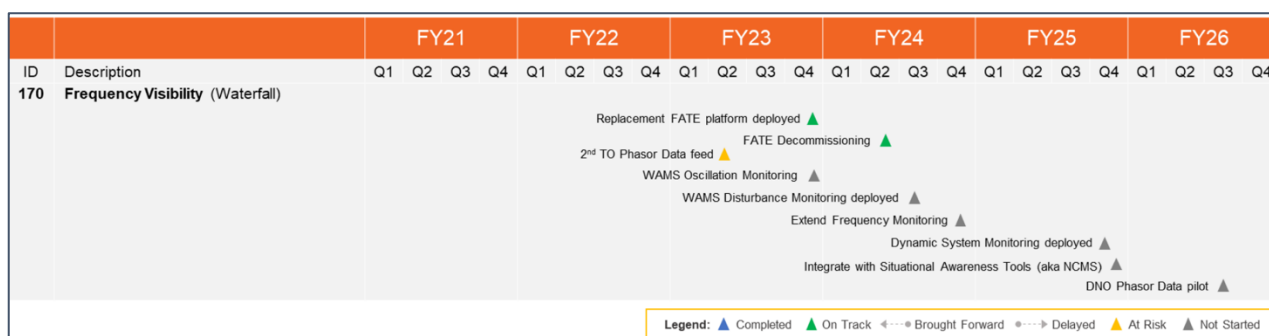 FY21 FY22 FY23 FY24 FY25 FY26
ID Description Q1 Q2 Q3 Q4 Q1 Q2 Q3 Q4 Q1 Q2 Q3 Q4 Q1 Q2 Q3 Q4 Q1 Q2 Q3 Q4 Q1 Q2 Q3 Q4
170 Frequency Visibility (Waterfall)
Replacement FATE platform deployed
FATE Decommissioning
2nd TO Phasor Data feed
WAMS Oscillation Monitoring
WAMS Disturbance Monitoring deployed
Extend Frequency Monitoring
Dynamic System Monitoring deployed
Integrate with Situational Awareness Tools (aka NCMS)
DNO Phasor Data pilot
Legend: Completed On Track Brought Forward Delayed At Risk Not Started